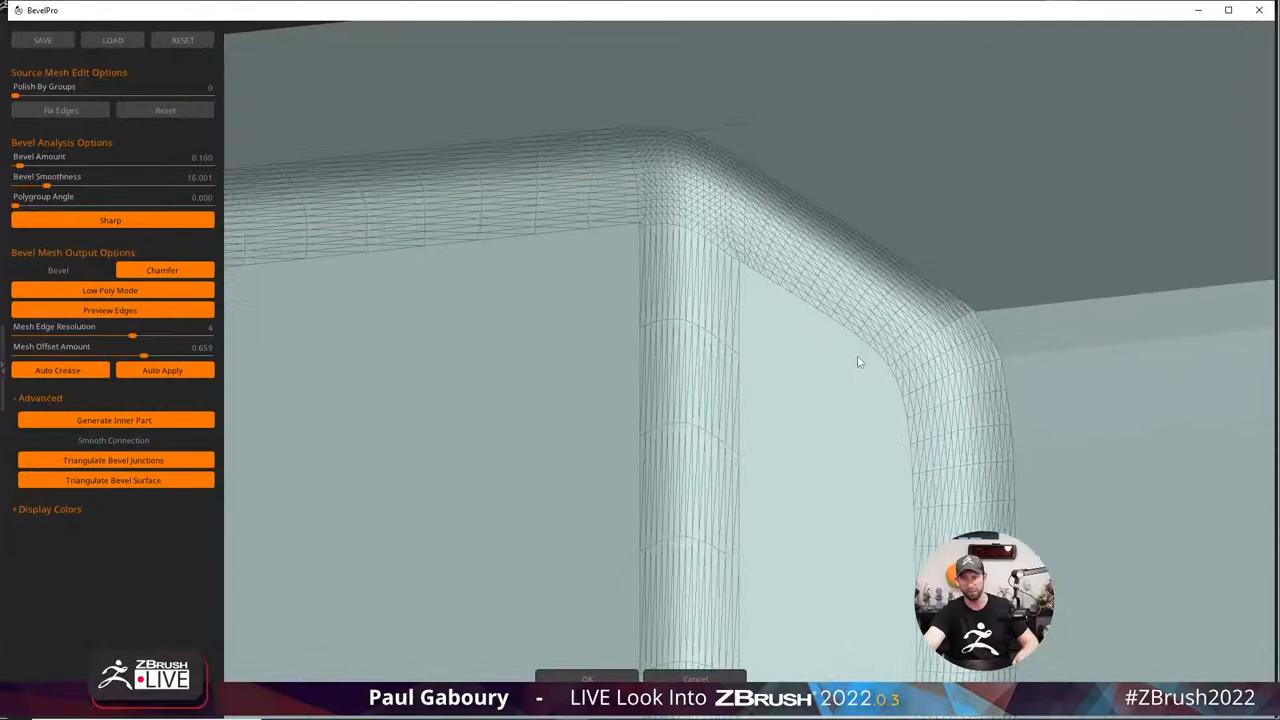 BevelPro
SAVE LOAD RESET
Source Mesh Edit Options
Polish By Groups 0
Fix Edges Reset
Bevel Analysis Options
Bevel Amount 0.100
Bevel Smoothness 16.001
Polygroup Angle 0.000
Sharp
Bevel Mesh Output Options
Bevel Chamfer
Low Poly Mode
Preview Edges
Mesh Edge Resolution 4
Mesh Offset Amount 0.659
Auto Crease Auto Apply
- Advanced
Generate Inner Part
Smooth Connection
Triangulate Bevel Junctions
Triangulate Bevel Surface
+ Display Colors
OK Cancel
ZBRUSH
LIVE
Paul Gaboury - LIVE Look Into ZBRUSH 2022.0.3 #ZBrush2022